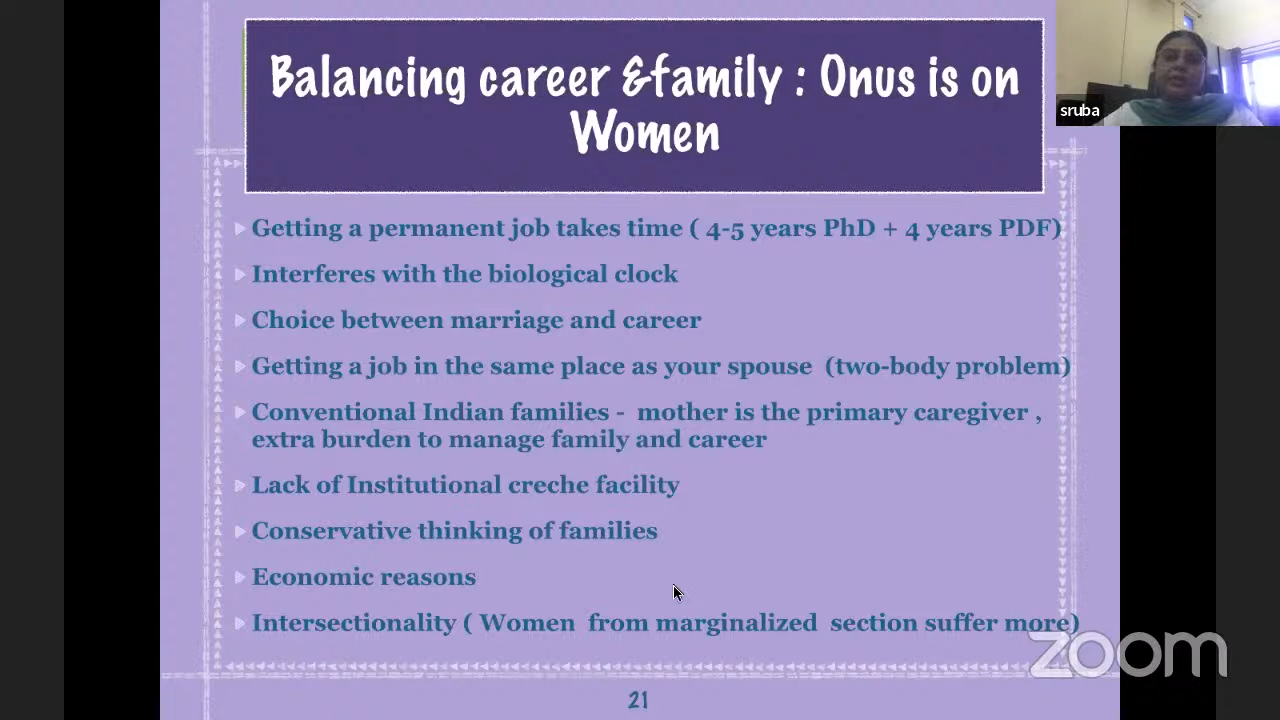 Balancing career &family : Onus is on
Women
sruba
Getting a permanent job takes time ( 4-5 years PhD + 4 years PDF)
Interferes with the biological clock
Choice between marriage and career
Getting a job in the same place as your spouse (two-body problem)
Conventional Indian families - mother is the primary caregiver ,
extra burden to manage family and career
Lack of Institutional creche facility
Conservative thinking of families
Economic reasons
Intersectionality ( Women from marginalized section suffer more)
zoom
21